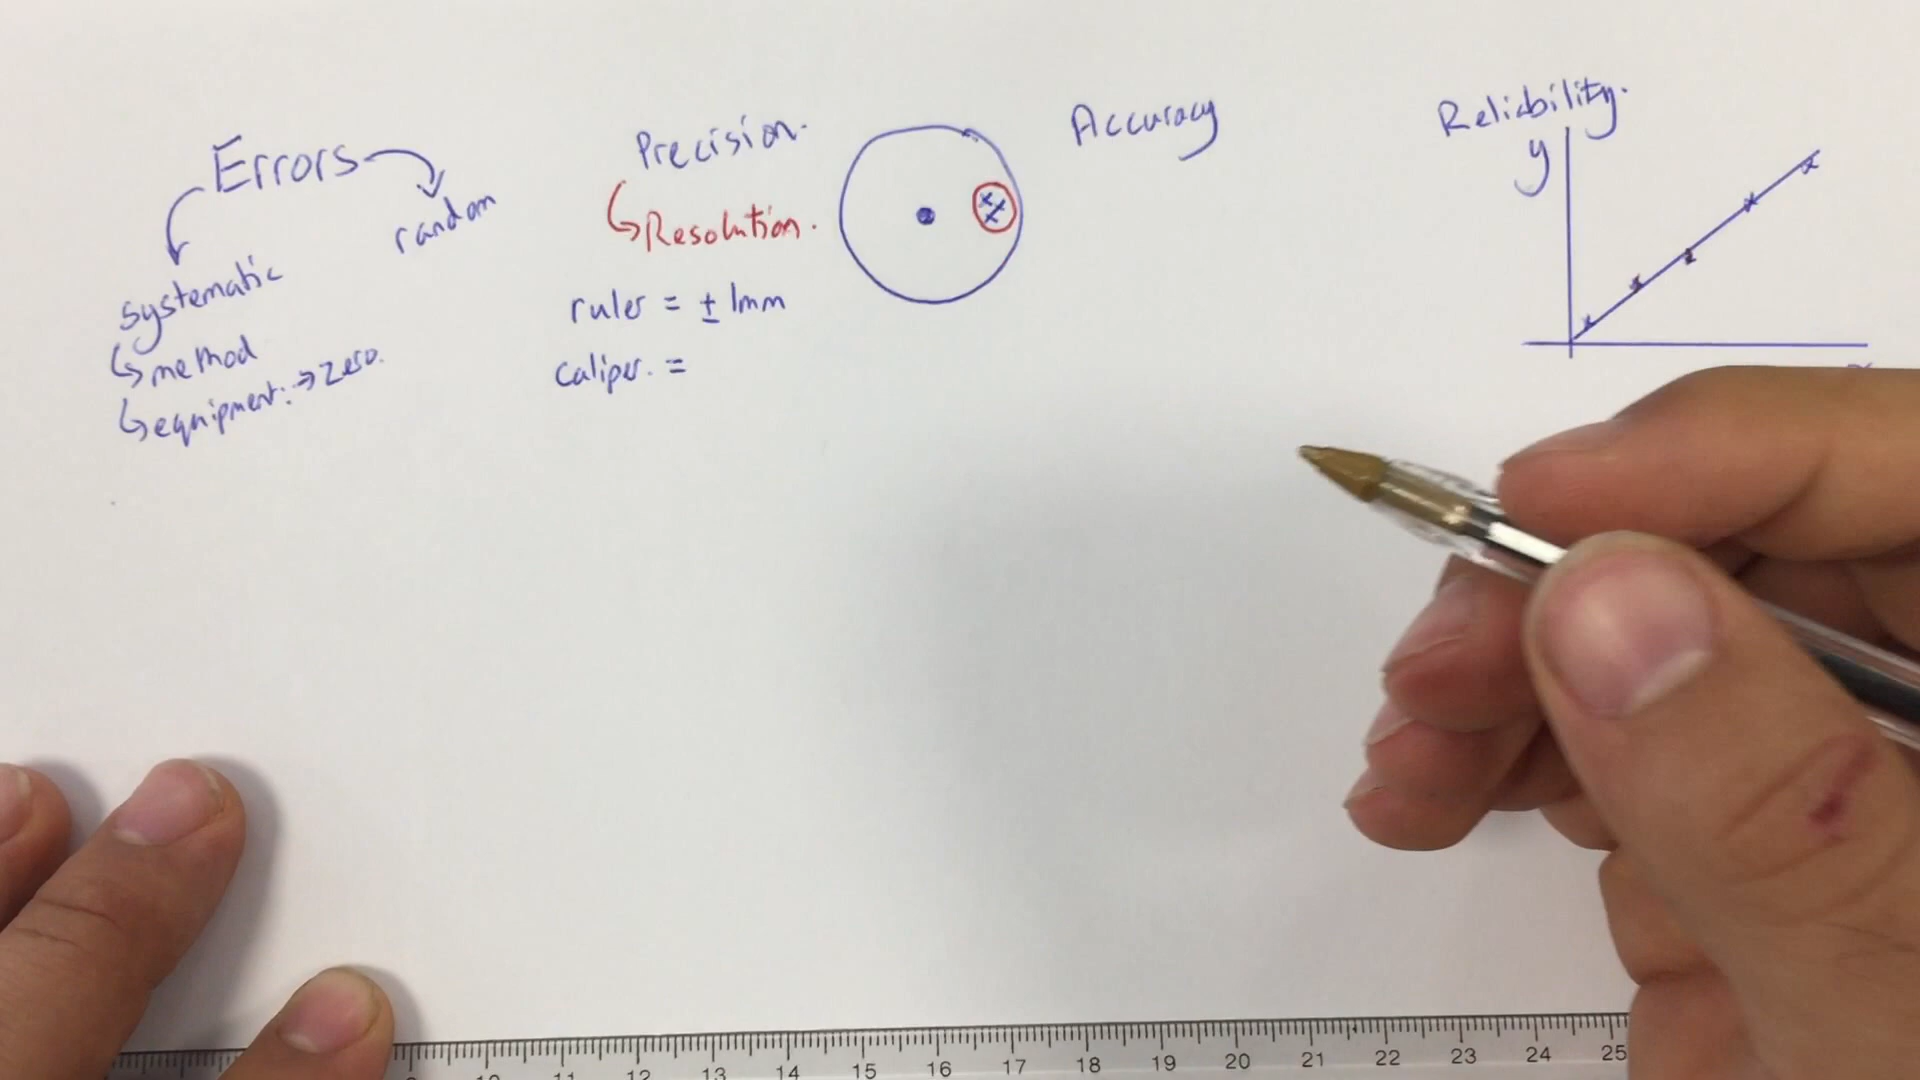 Errors
random
systematic
↳ method
↳ equipment: → zero.
Precision.
↳ Resolution.
ruler = ± 1mm
caliper. =
Accuracy
Reliability.
y
10 11 12 13 14 15 16 17 18 19 20 21 22 23 24 25